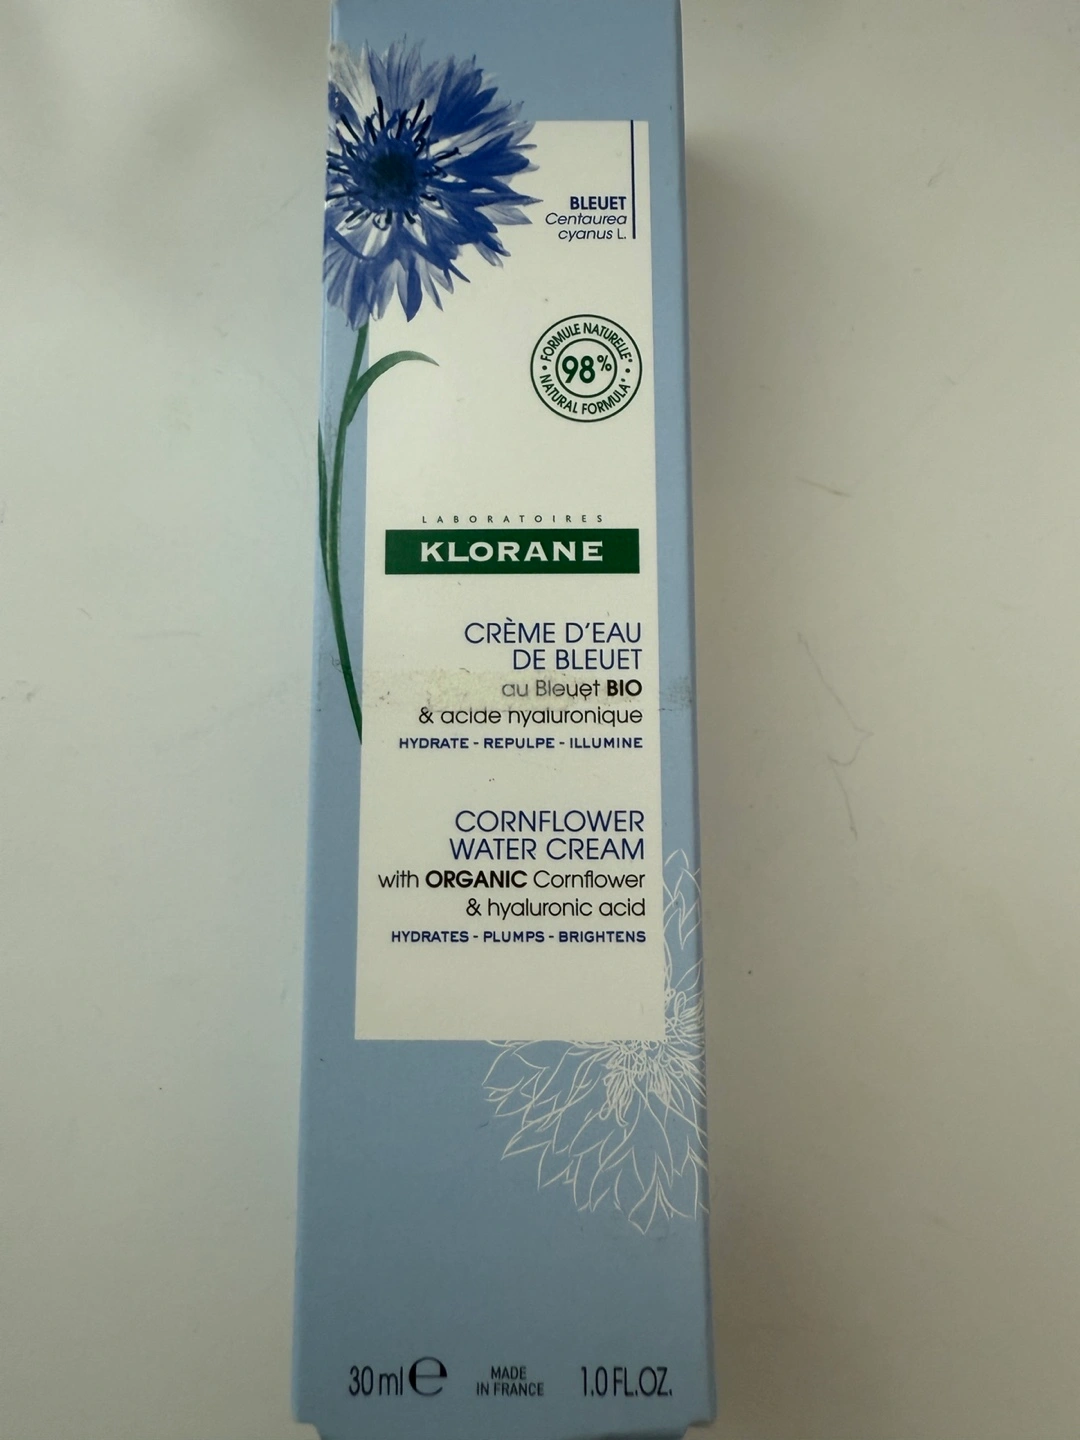 BLEUET
Centaurea
cyanus L.
FORMULE NATURELLE*
98%
NATURAL FORMULA*
LABORATOIRES
KLORANE
CRÈME D'EAU
DE BLEUET
au Bleuet BIO
& acide hyaluronique
HYDRATE - REPULPE - ILLUMINE
CORNFLOWER
WATER CREAM
with ORGANIC Cornflower
& hyaluronic acid
HYDRATES - PLUMPS - BRIGHTENS
30 ml ℮ MADE IN FRANCE 1.0 FL.OZ.